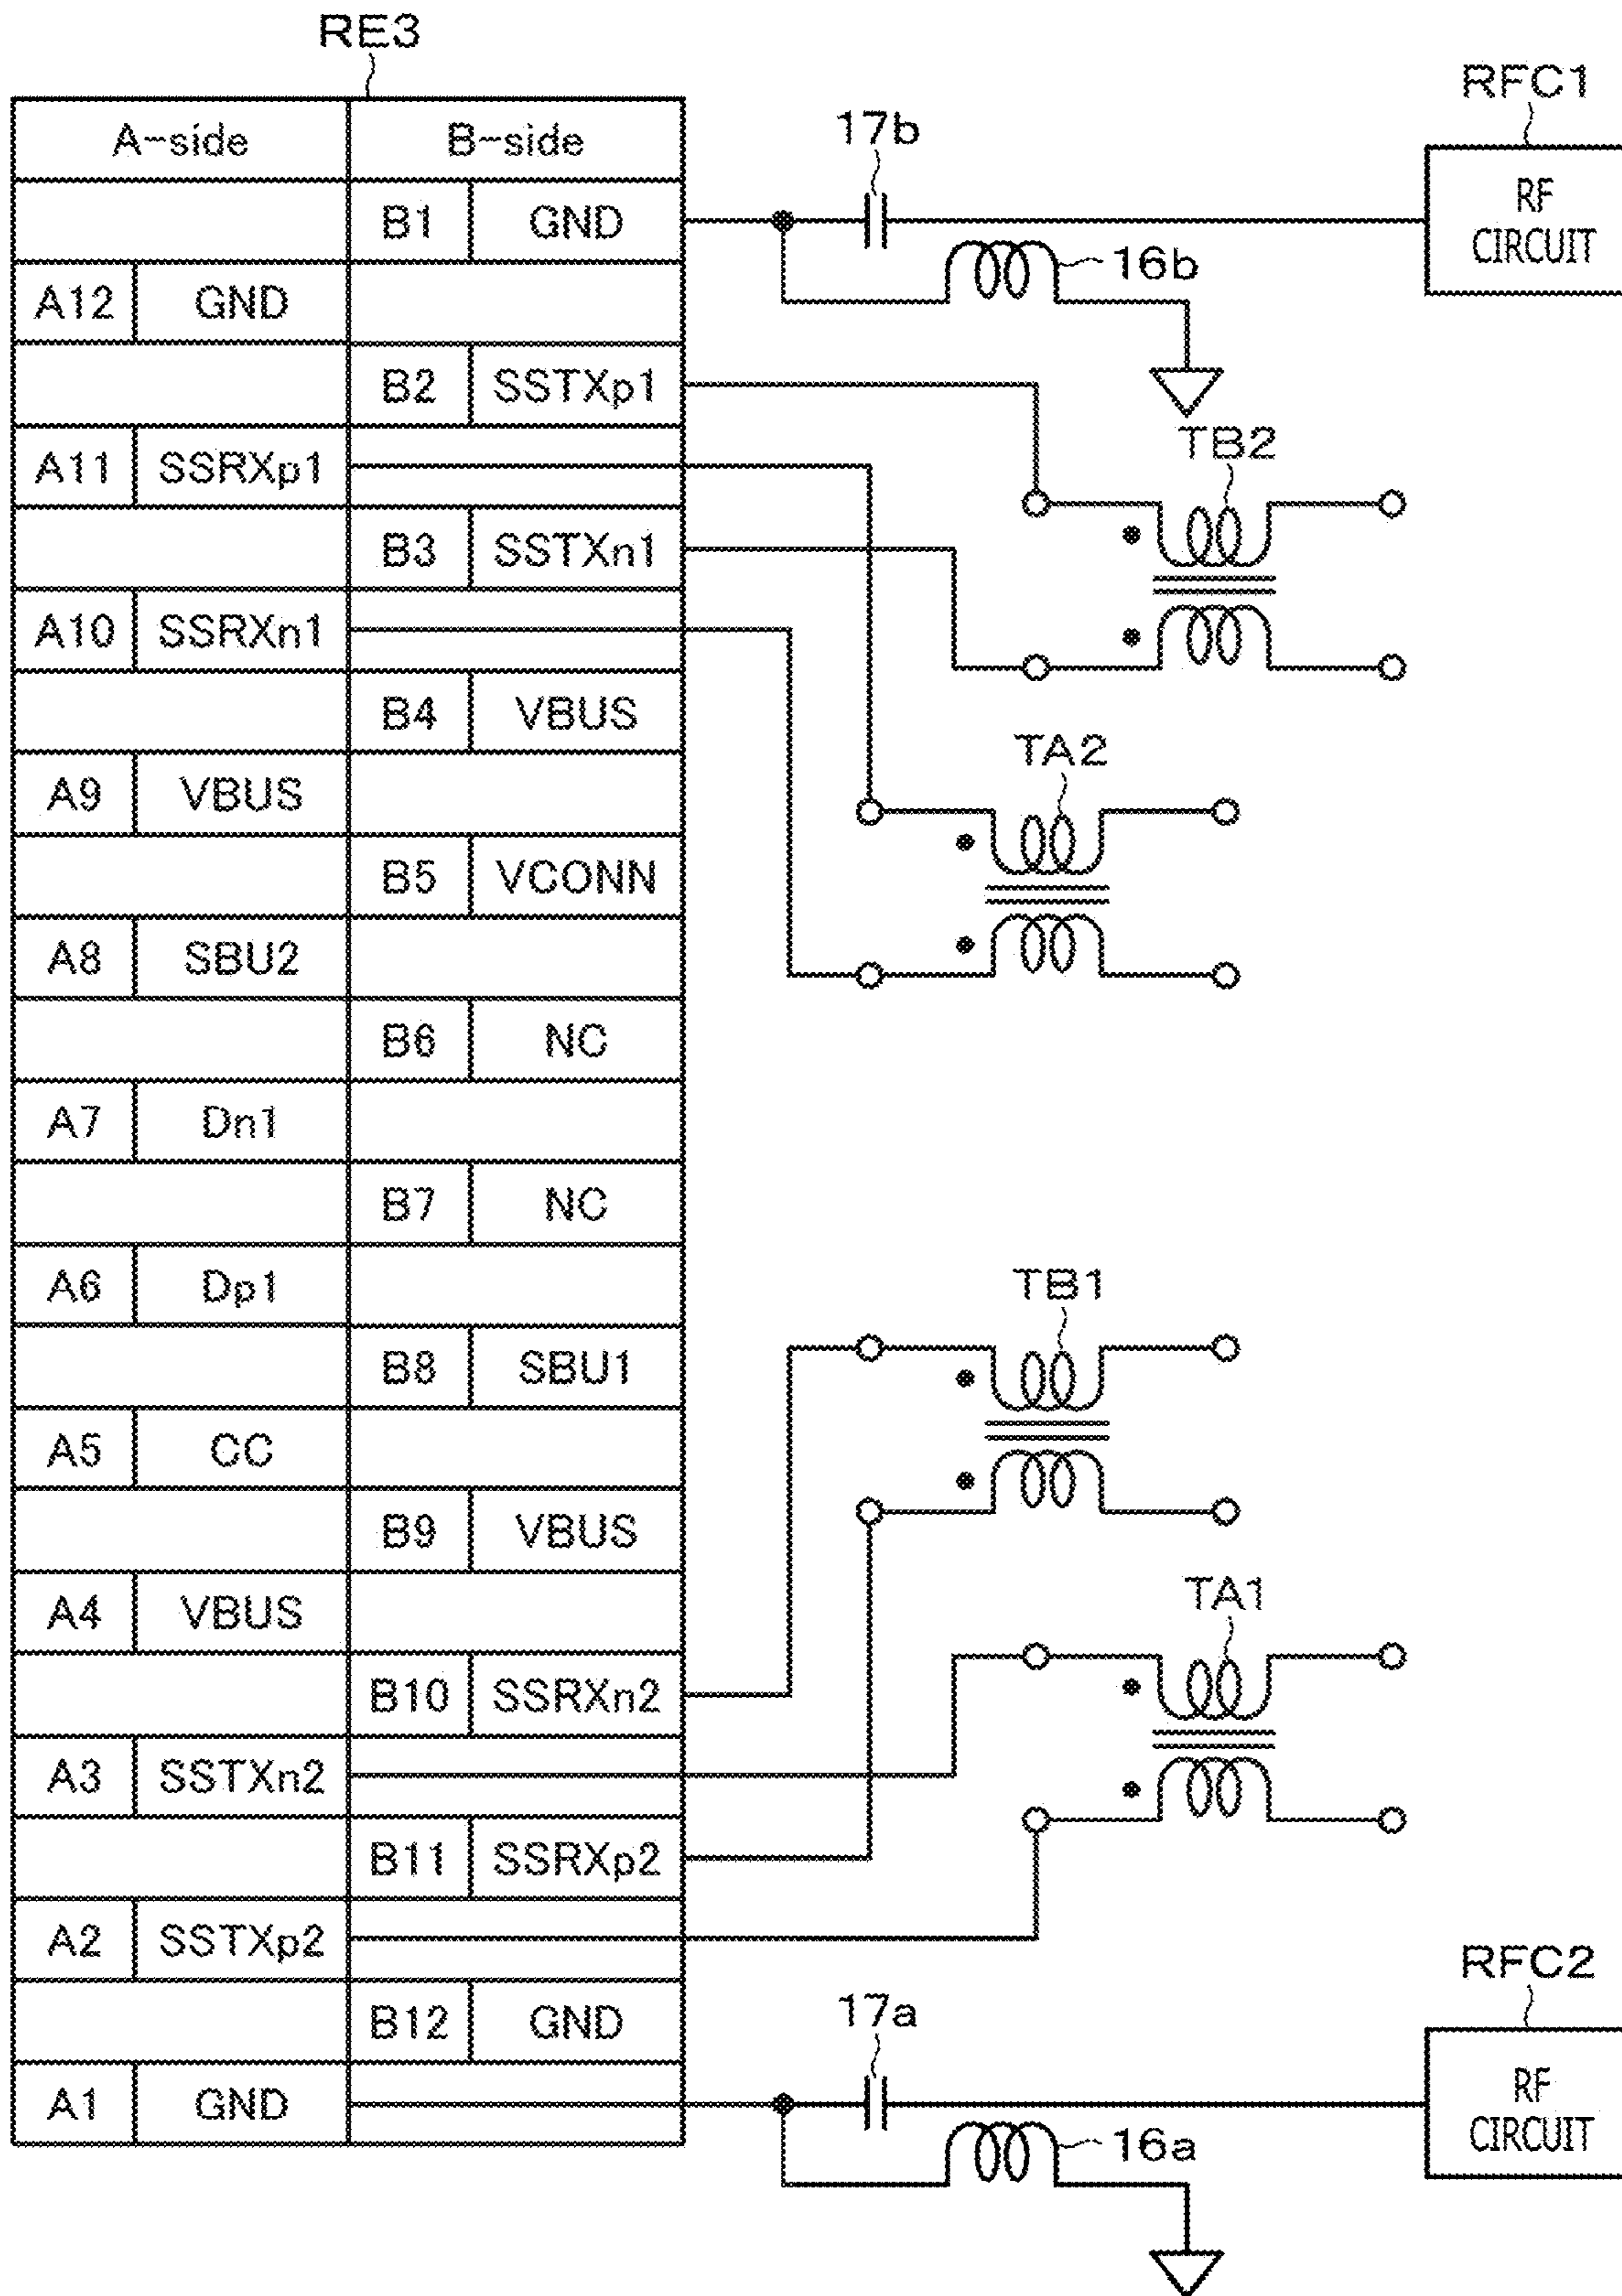 RE3
RFC1
A-side B-side
17b
B1 GND
RF
CIRCUIT
16b
A12 GND
B2 SSTXp1
TB2
A11 SSRXp1
B3 SSTXn1
A10 SSRXn1
B4 VBUS
TA2
A9 VBUS
B5 VCONN
A8 SBU2
B6 NC
A7 Dn1
B7 NC
A6 Dp1
TB1
B8 SBU1
A5 CC
B9 VBUS
A4 VBUS
TA1
B10 SSRXn2
A3 SSTXn2
B11 SSRXp2
A2 SSTXp2
RFC2
B12 GND
17a
A1 GND
RF
CIRCUIT
16a